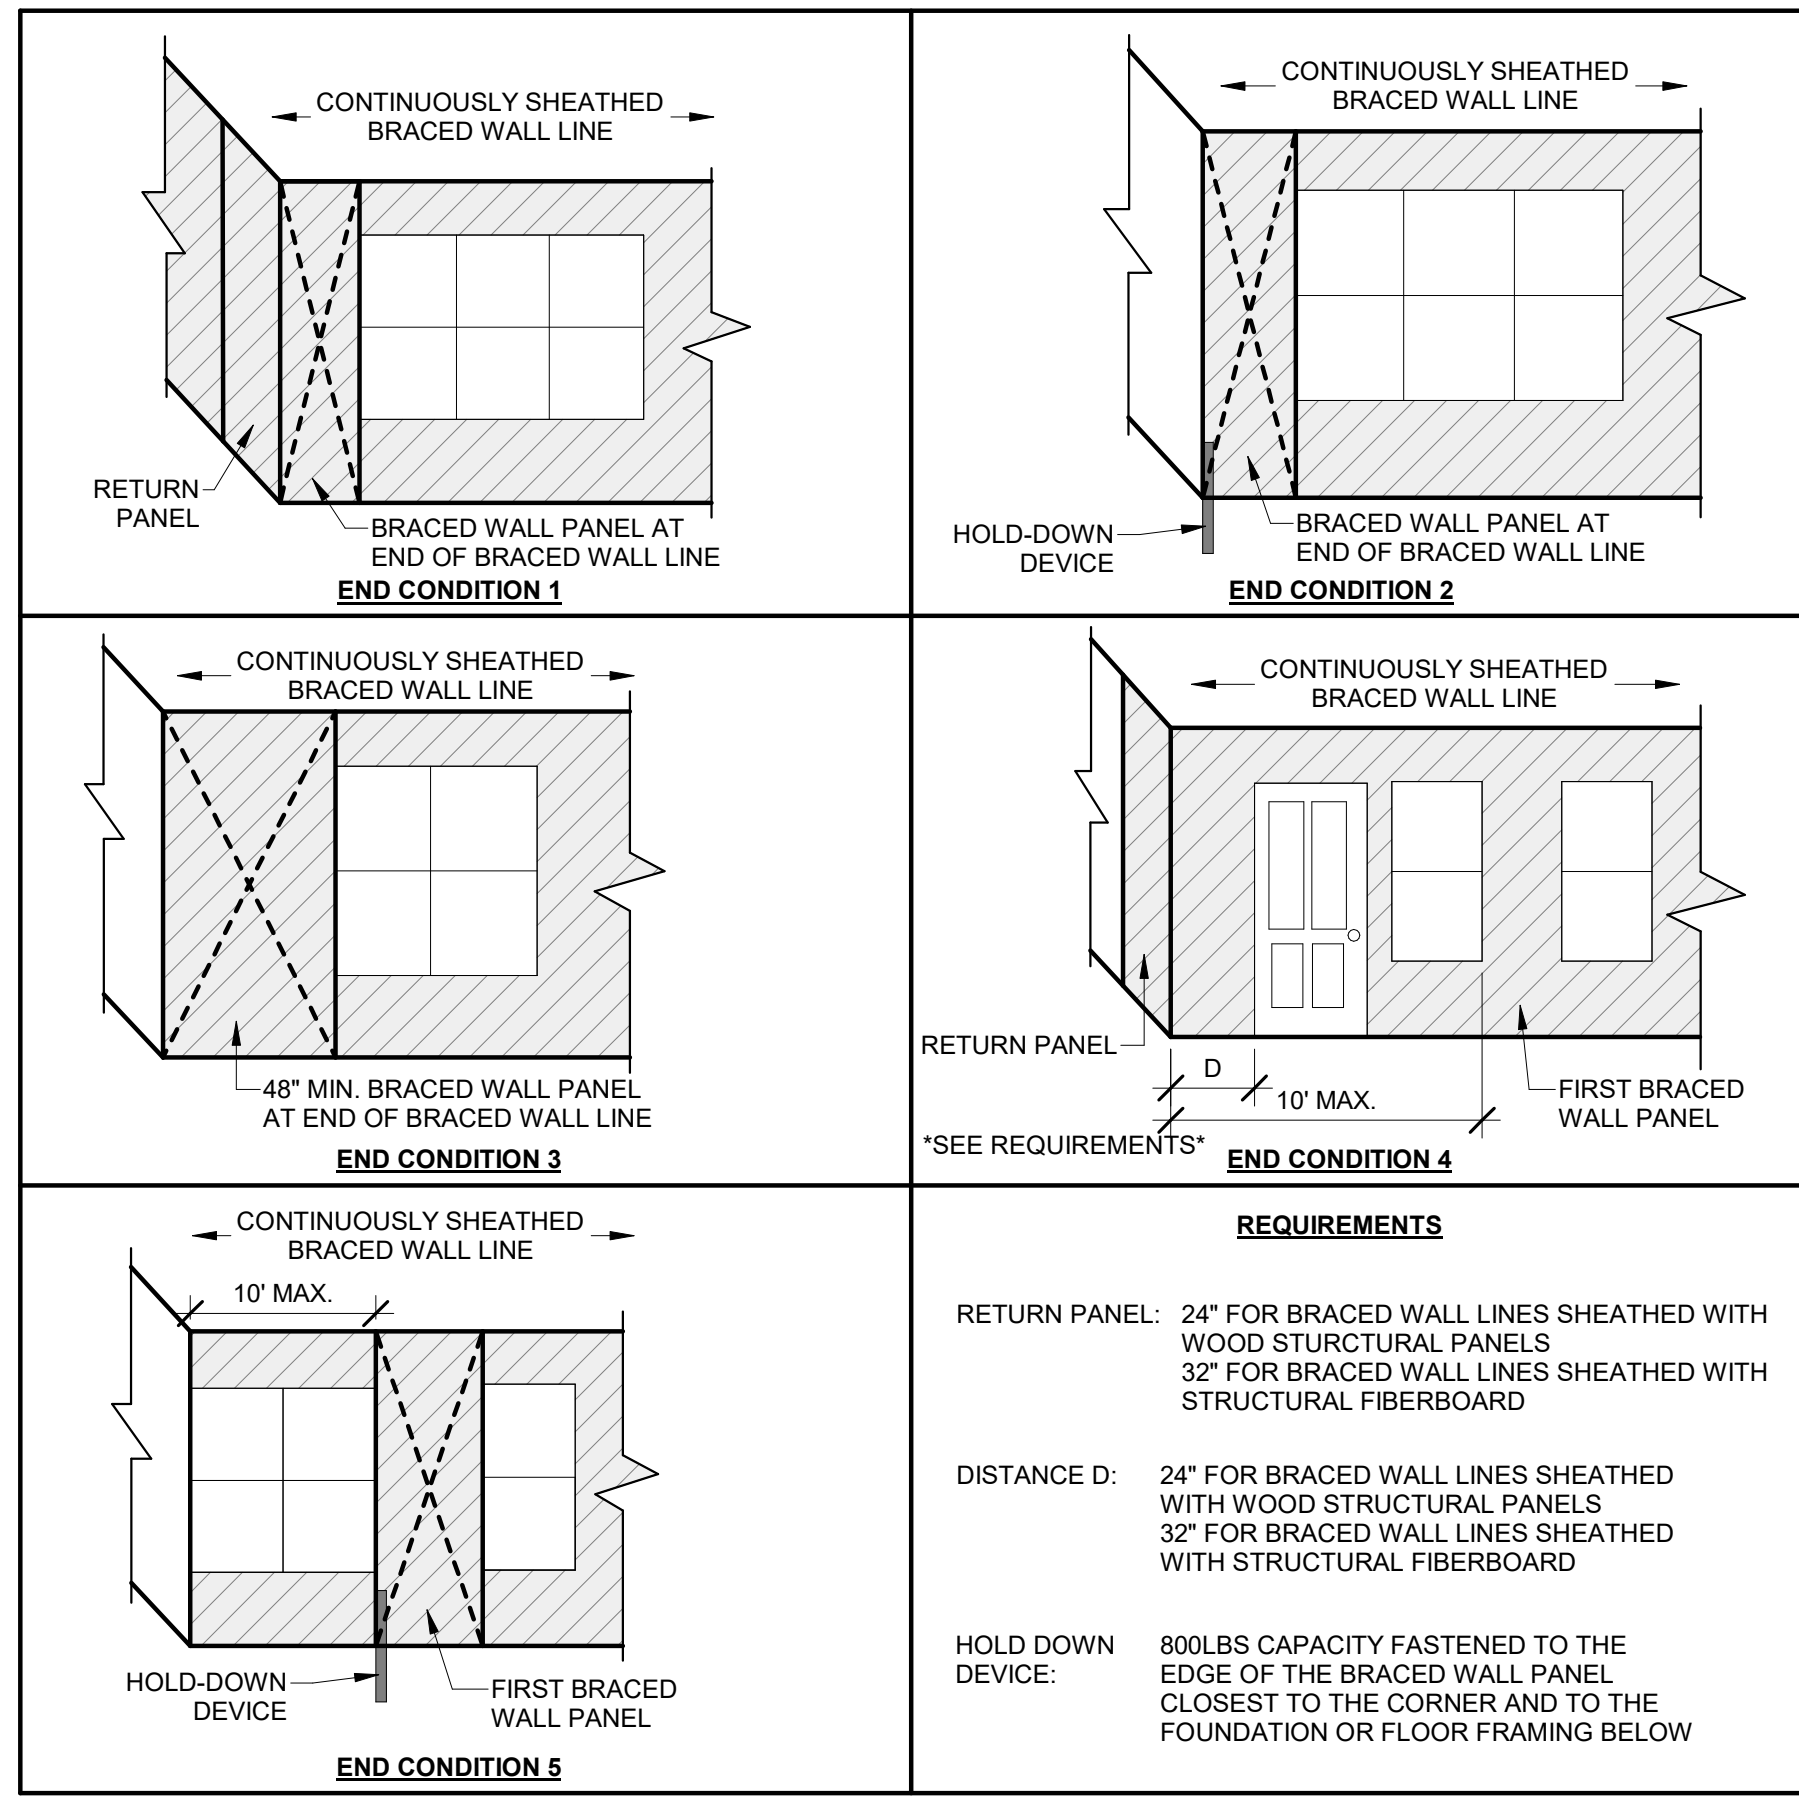 CONTINUOUSLY SHEATHED
BRACED WALL LINE
RETURN
PANEL
BRACED WALL PANEL AT
END OF BRACED WALL LINE
END CONDITION 1
CONTINUOUSLY SHEATHED
BRACED WALL LINE
HOLD-DOWN
DEVICE
BRACED WALL PANEL AT
END OF BRACED WALL LINE
END CONDITION 2
CONTINUOUSLY SHEATHED
BRACED WALL LINE
48" MIN. BRACED WALL PANEL
AT END OF BRACED WALL LINE
END CONDITION 3
CONTINUOUSLY SHEATHED
BRACED WALL LINE
RETURN PANEL
D
10' MAX.
FIRST BRACED
WALL PANEL
*SEE REQUIREMENTS*
END CONDITION 4
CONTINUOUSLY SHEATHED
BRACED WALL LINE
10' MAX.
HOLD-DOWN
DEVICE
FIRST BRACED
WALL PANEL
END CONDITION 5
REQUIREMENTS
RETURN PANEL: 24" FOR BRACED WALL LINES SHEATHED WITH
WOOD STURCTURAL PANELS
32" FOR BRACED WALL LINES SHEATHED WITH
STRUCTURAL FIBERBOARD
DISTANCE D: 24" FOR BRACED WALL LINES SHEATHED
WITH WOOD STRUCTURAL PANELS
32" FOR BRACED WALL LINES SHEATHED
WITH STRUCTURAL FIBERBOARD
HOLD DOWN 800LBS CAPACITY FASTENED TO THE
DEVICE: EDGE OF THE BRACED WALL PANEL
CLOSEST TO THE CORNER AND TO THE
FOUNDATION OR FLOOR FRAMING BELOW